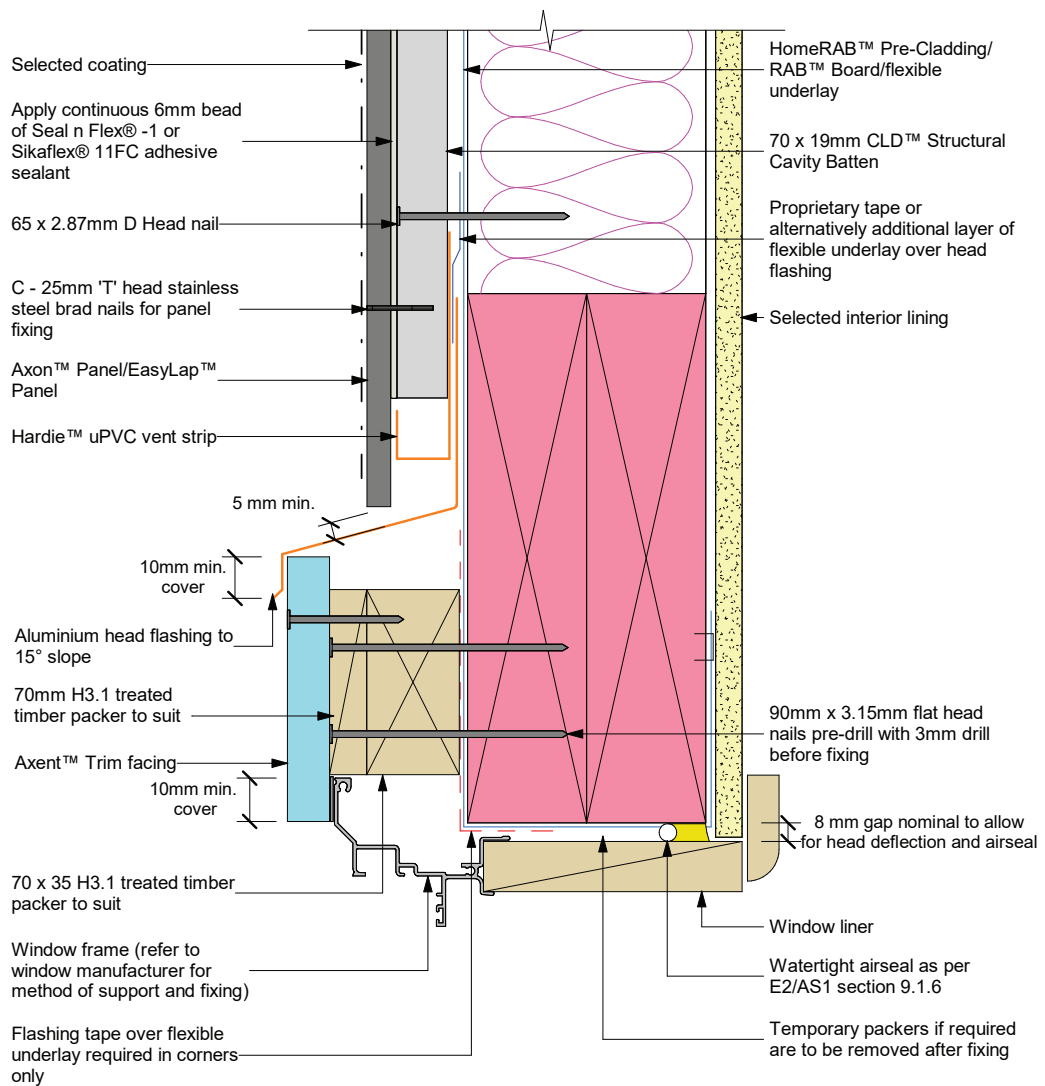 Selected coating
Apply continuous 6mm bead
of Seal n Flex® -1 or
Sikaflex® 11FC adhesive
sealant
65 x 2.87mm D Head nail
C - 25mm 'T' head stainless
steel brad nails for panel
fixing
Axon™ Panel/EasyLap™
Panel
Hardie™ uPVC vent strip
5 mm min.
10mm min.
cover
Aluminium head flashing to
15° slope
70mm H3.1 treated
timber packer to suit
Axent™ Trim facing
10mm min.
cover
70 x 35 H3.1 treated timber
packer to suit
Window frame (refer to
window manufacturer for
method of support and fixing)
Flashing tape over flexible
underlay required in corners
only
HomeRAB™ Pre-Cladding/
RAB™ Board/flexible
underlay
70 x 19mm CLD™ Structural
Cavity Batten
Proprietary tape or
alternatively additional layer of
flexible underlay over head
flashing
Selected interior lining
90mm x 3.15mm flat head
nails pre-drill with 3mm drill
before fixing
8 mm gap nominal to allow
for head deflection and airseal
Window liner
Watertight airseal as per
E2/AS1 section 9.1.6
Temporary packers if required
are to be removed after fixing